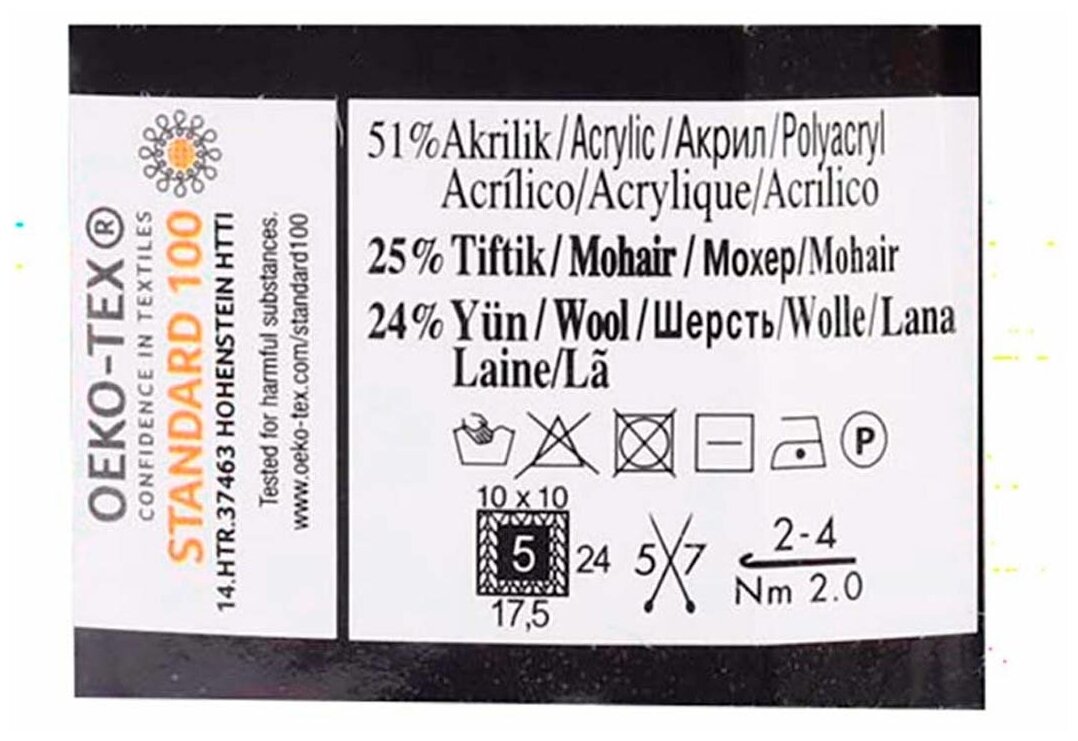 OEKO-TEX®
CONFIDENCE IN TEXTILES
STANDARD 100
14.HTR.37463 HOHENSTEIN HTTI
Tested for harmful substances.
www.oeko-tex.com/standard100
51% Akrilik/Acrylic/Акрил/Polyacryl
Acrílico/Acrylique/Acrilico
25% Tiftik/Mohair/Мохер/Mohair
24% Yün/Wool/Шерсть/Wolle/Lana
Laine/Lã
P
10 x 10
5
24
17,5
5 7
2-4
Nm 2.0